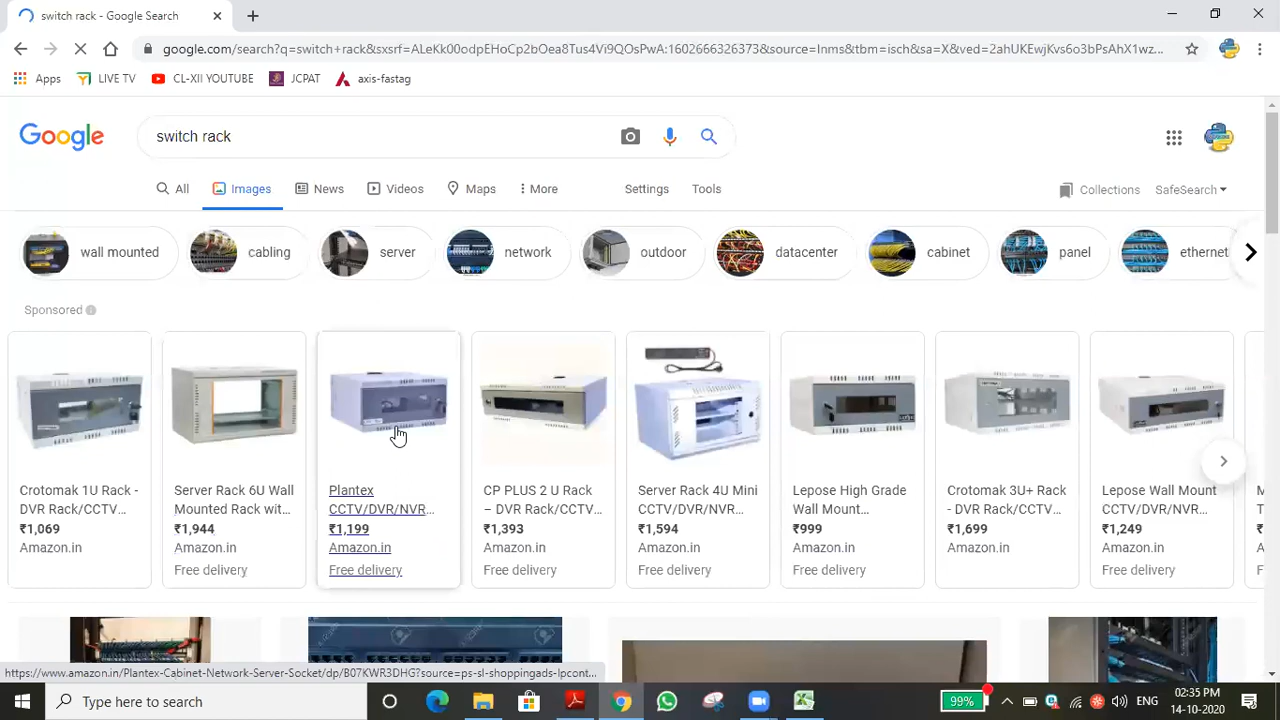 switch rack - Google Search
google.com/search?q=switch+rack&sxsrf=ALeKk00odpEHoCp2bOea8Tus4Vi9QOsPwA:1602666326373&source=lnms&tbm=isch&sa=X&ved=2ahUKEwjKvs6o3bPsAhX1wz...
Apps LIVE TV CL-XII YOUTUBE JCPAT axis-fastag
Google switch rack
All Images News Videos Maps More Settings Tools Collections SafeSearch
wall mounted cabling server network outdoor datacenter cabinet panel ethernet
Sponsored
Crotomak 1U Rack - Server Rack 6U Wall Plantex CP PLUS 2 U Rack Server Rack 4U Mini Lepose High Grade Crotomak 3U+ Rack Lepose Wall Mount
DVR Rack/CCTV... Mounted Rack wit... CCTV/DVR/NVR... – DVR Rack/CCTV... CCTV/DVR/NVR... Wall Mount... - DVR Rack/CCTV... CCTV/DVR/NVR...
₹1,069 ₹1,944 ₹1,199 ₹1,393 ₹1,594 ₹999 ₹1,699 ₹1,249
Amazon.in Amazon.in Amazon.in Amazon.in Amazon.in Amazon.in Amazon.in Amazon.in
Free delivery Free delivery Free delivery Free delivery Free delivery Free delivery
https://www.amazon.in/Plantex-Cabinet-Network-Server-Socket/dp/B07KWR3DHG?source=ps-sl-shoppingads-lpcont...
Type here to search 99% ENG 02:35 PM
14-10-2020